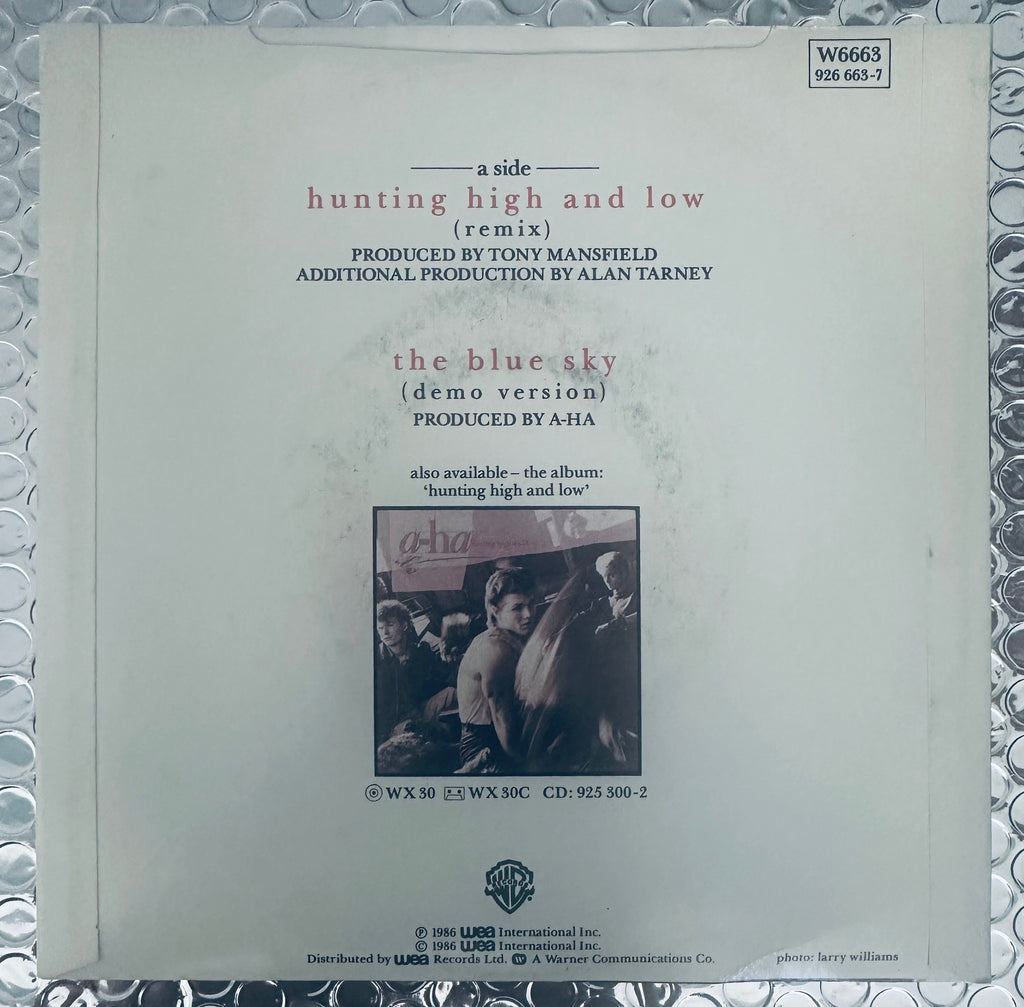 W6663
926 663-7
a side
hunting high and low
(remix)
PRODUCED BY TONY MANSFIELD
ADDITIONAL PRODUCTION BY ALAN TARNEY
the blue sky
(demo version)
PRODUCED BY A-HA
also available – the album:
‘hunting high and low’
a-ha
WX 30 WX 30C CD: 925 300-2
℗ 1986 wea International Inc.
© 1986 wea International Inc.
Distributed by wea Records Ltd. A Warner Communications Co.
photo: larry williams